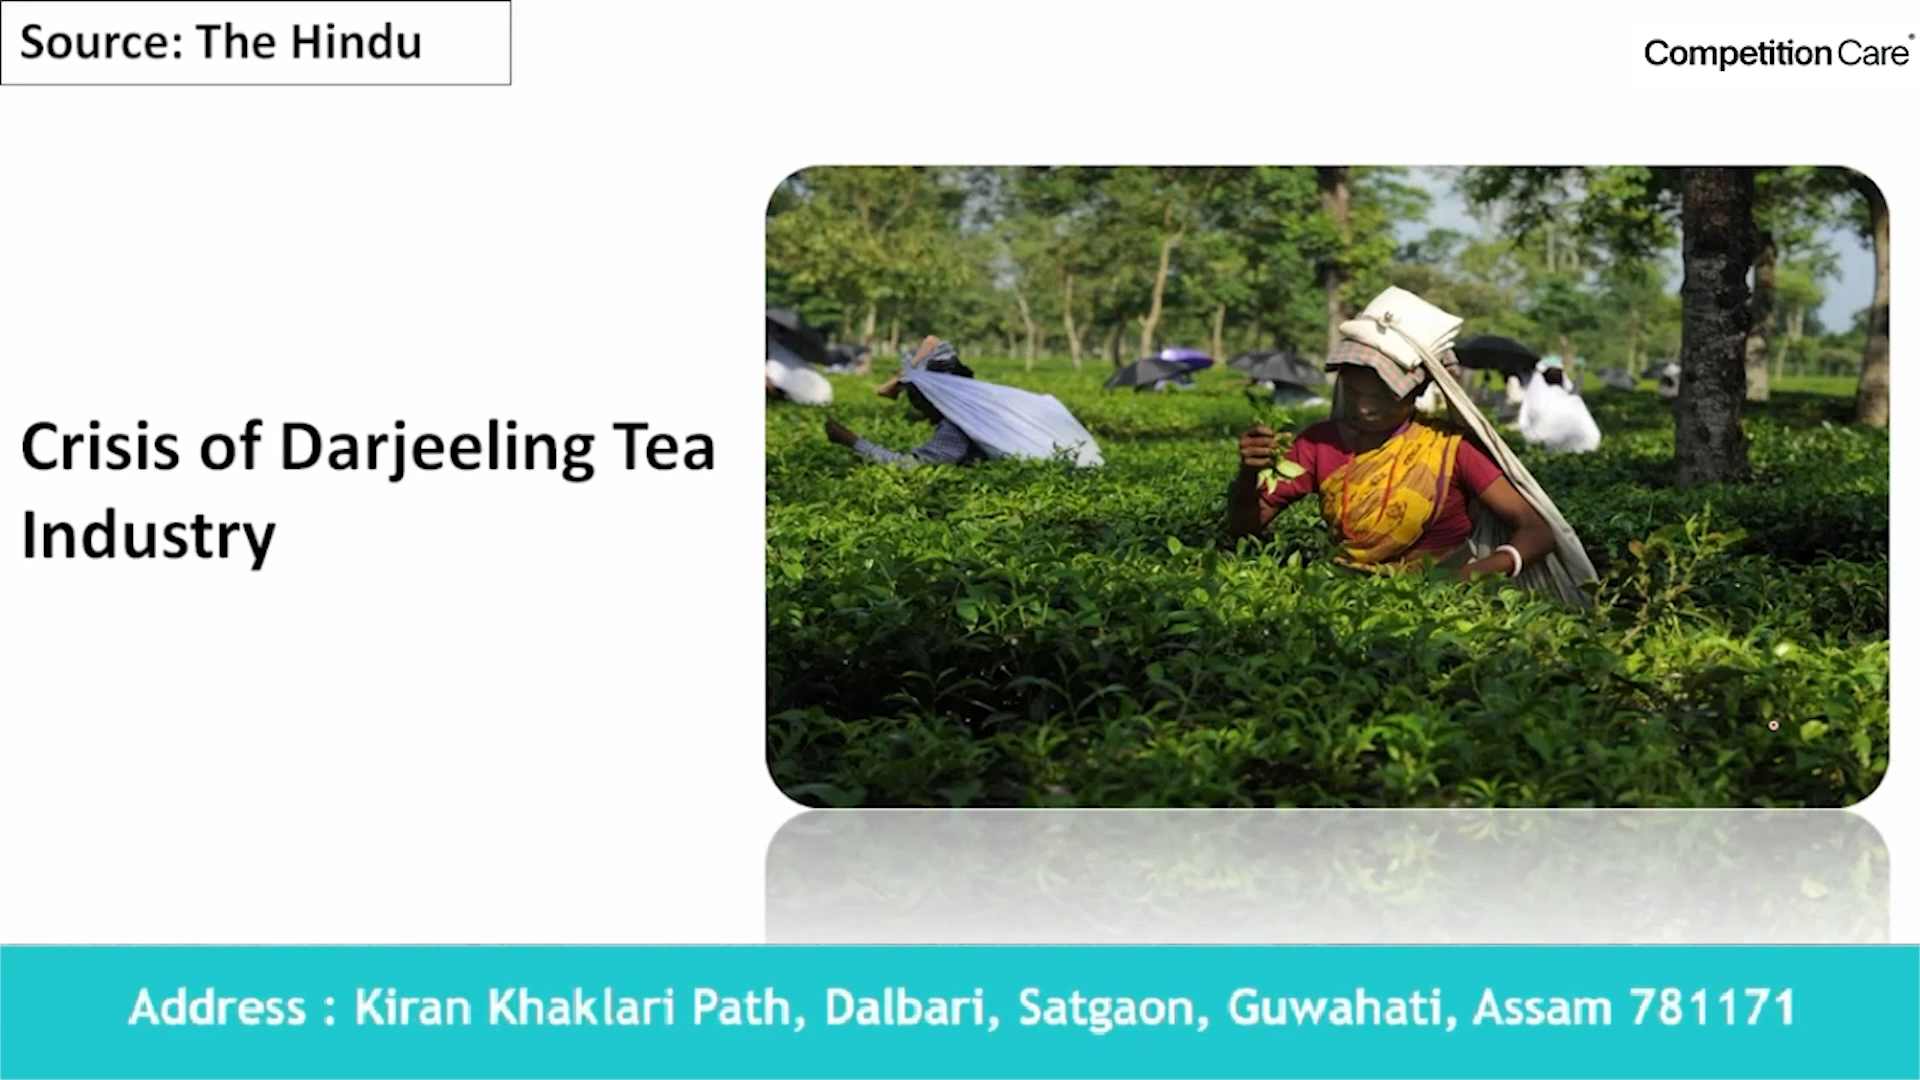 Source: The Hindu
Competition Care
Crisis of Darjeeling Tea
Industry
Address : Kiran Khaklari Path, Dalbari, Satgaon, Guwahati, Assam 781171